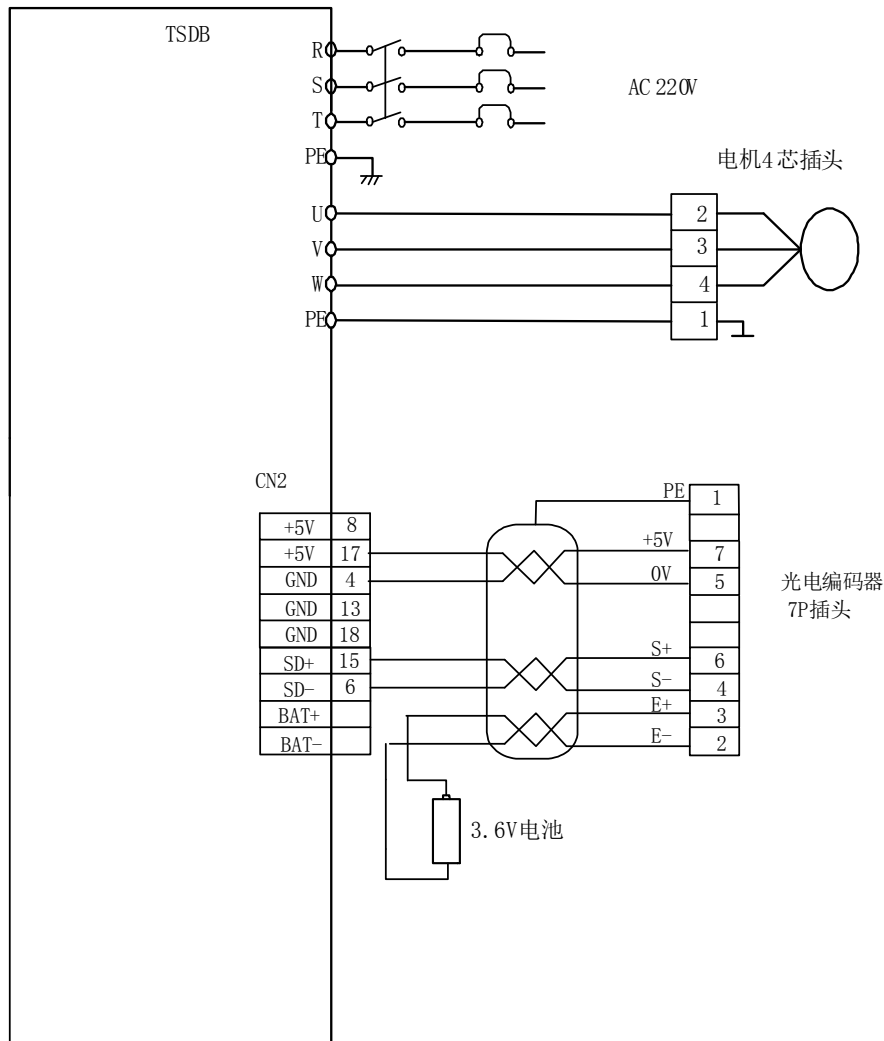 TSDB
R
S
T
AC 220V
PE
电机4芯插头
U
2
V
3
W
4
PE
1
CN2
PE
1
+5V 8
+5V 17
+5V
7
GND 4
0V
5
光电编码器
7P插头
GND 13
GND 18
SD+ 15
S+
6
SD- 6
S-
4
BAT+
E+
3
BAT-
E-
2
3.6V电池